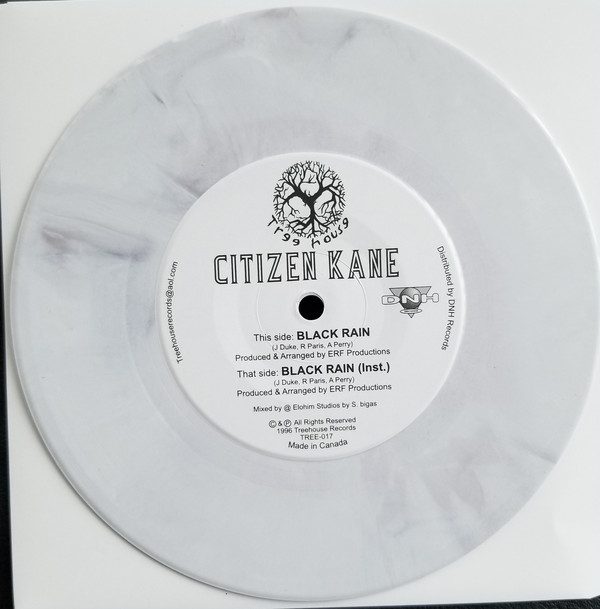 Tree house
CITIZEN KANE
Treehouserecords@aol.com
Distributed by DNH Records
DNH
This side: BLACK RAIN
(J Duke, R Paris, A Perry)
Produced & Arranged by ERF Productions
That side: BLACK RAIN (Inst.)
(J Duke, R Paris, A Perry)
Produced & Arranged by ERF Productions
Mixed by @ Elohim Studios by S. bigas
© & ℗ All Rights Reserved
1996 Treehouse Records
TREE-017
Made in Canada